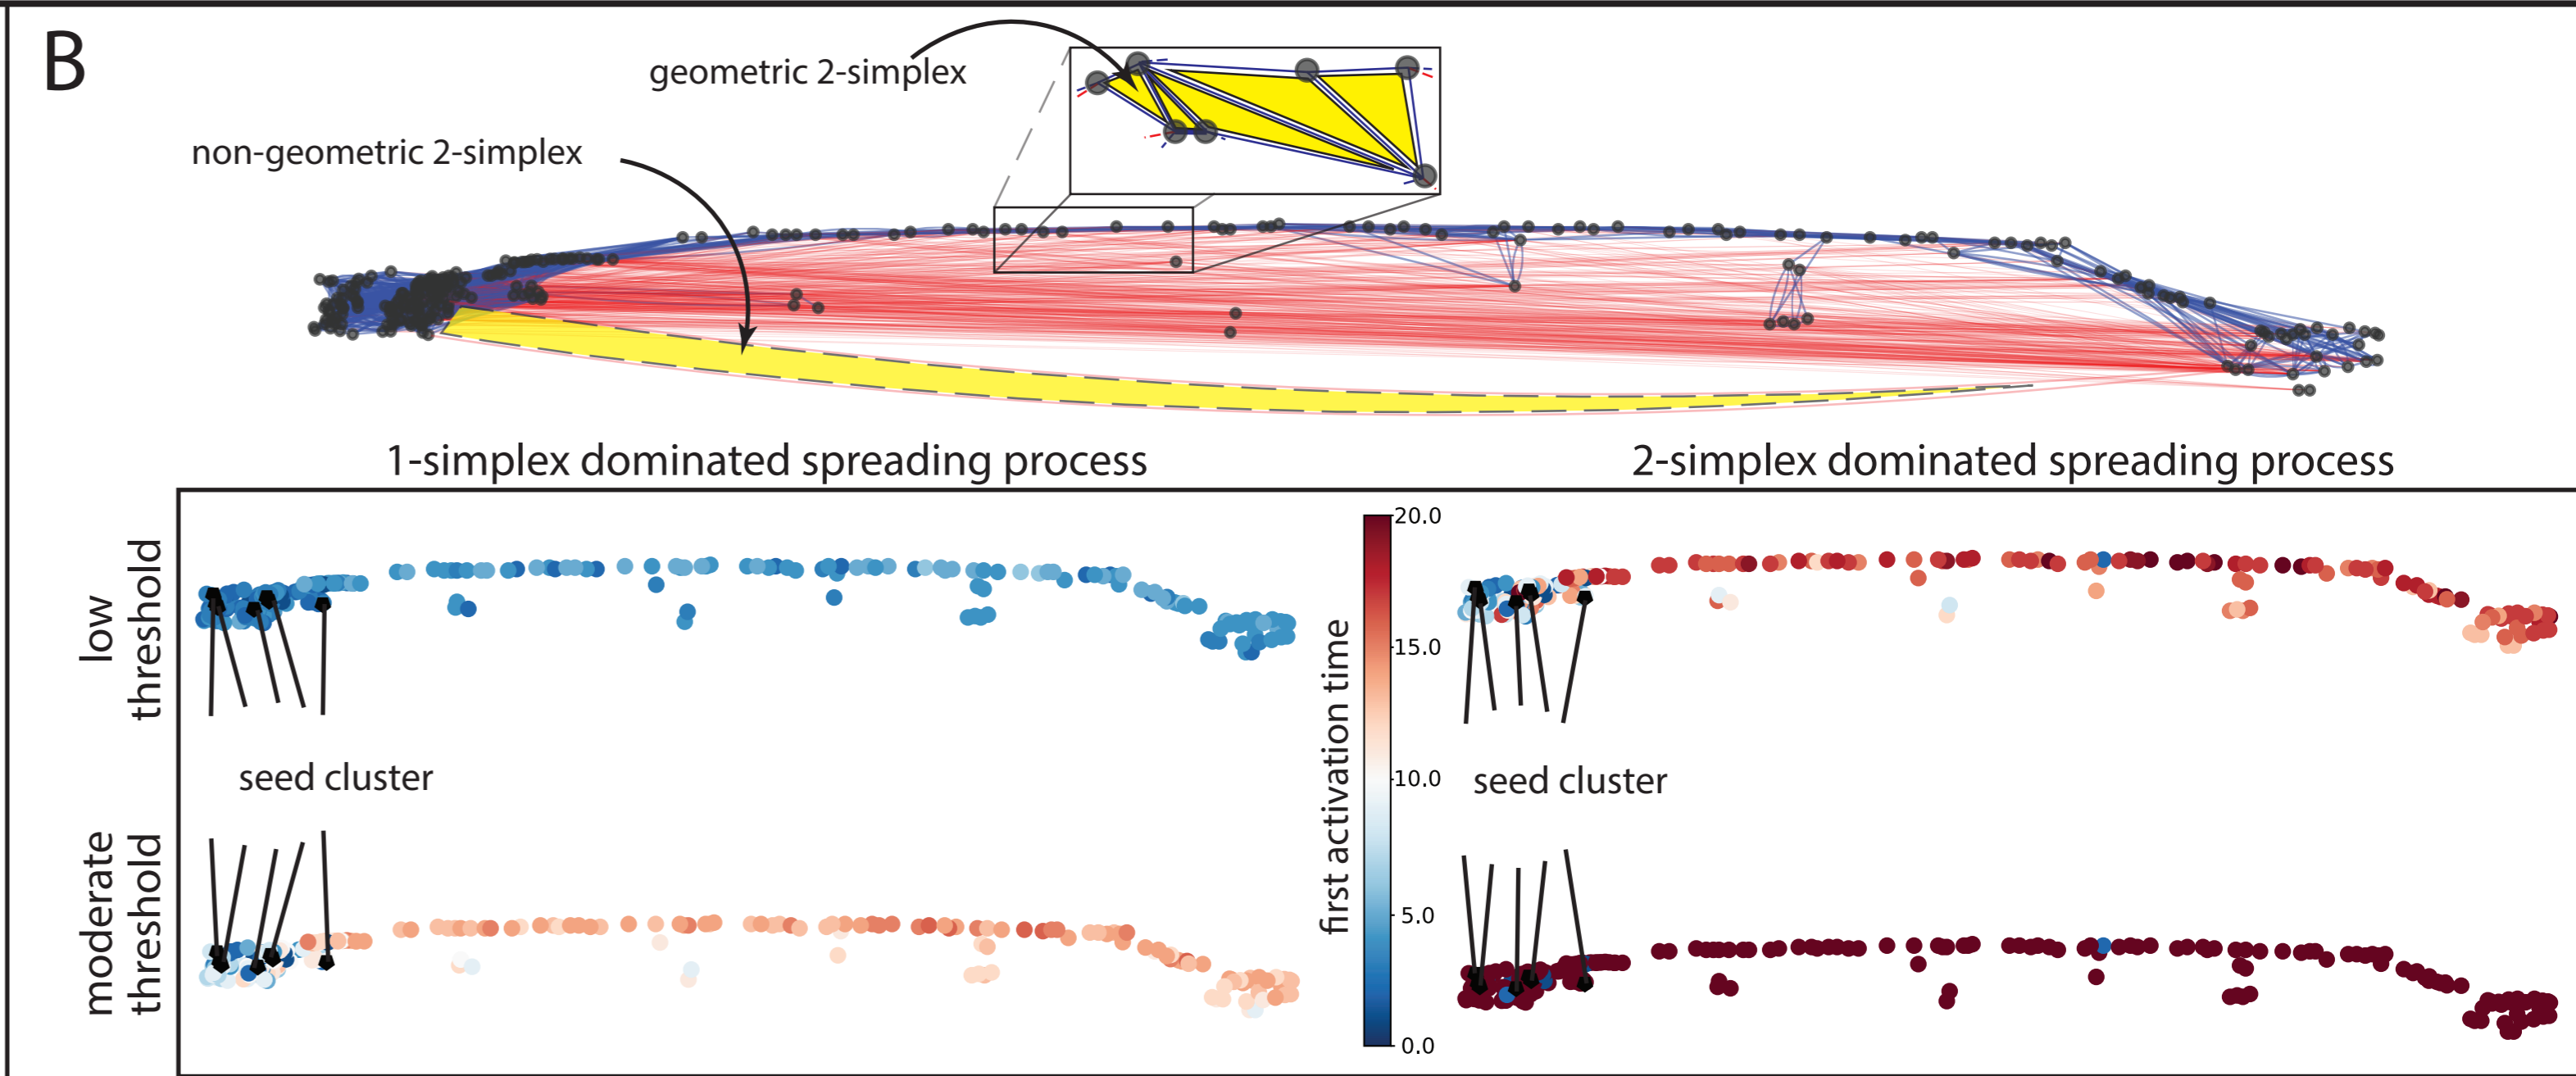 B
geometric 2-simplex
non-geometric 2-simplex
1-simplex dominated spreading process
2-simplex dominated spreading process
low
threshold
seed cluster
moderate
threshold
first activation time
20.0
15.0
10.0
5.0
0.0
seed cluster